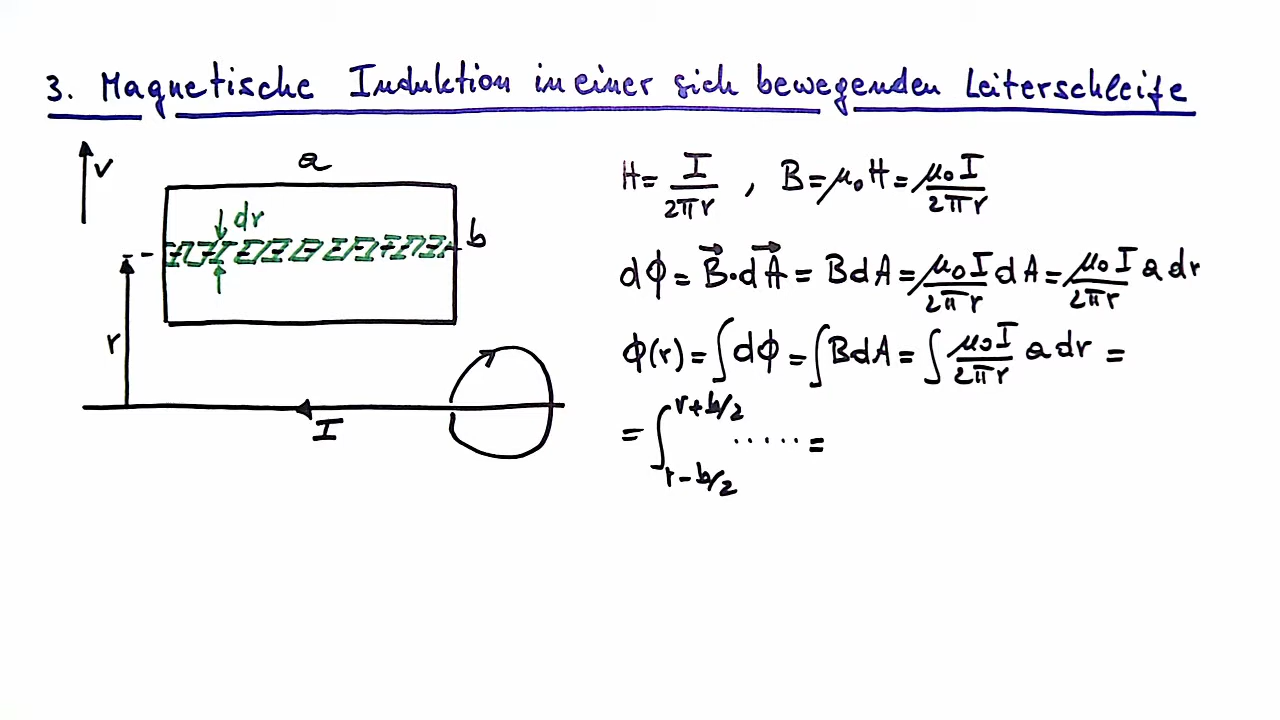 3. Magnetische Induktion in einer sich bewegenden Leiterschleife
v
a
dr
b
r
I
H = I/2πr , B = μ₀H = μ₀I/2πr
dϕ = B⃗·dA⃗ = BdA = μ₀I/2πr dA = μ₀I/2πr a dr
ϕ(r) = ∫dϕ = ∫BdA = ∫ μ₀I/2πr a dr =
= ∫_{r-b/2}^{r+b/2} ..... =